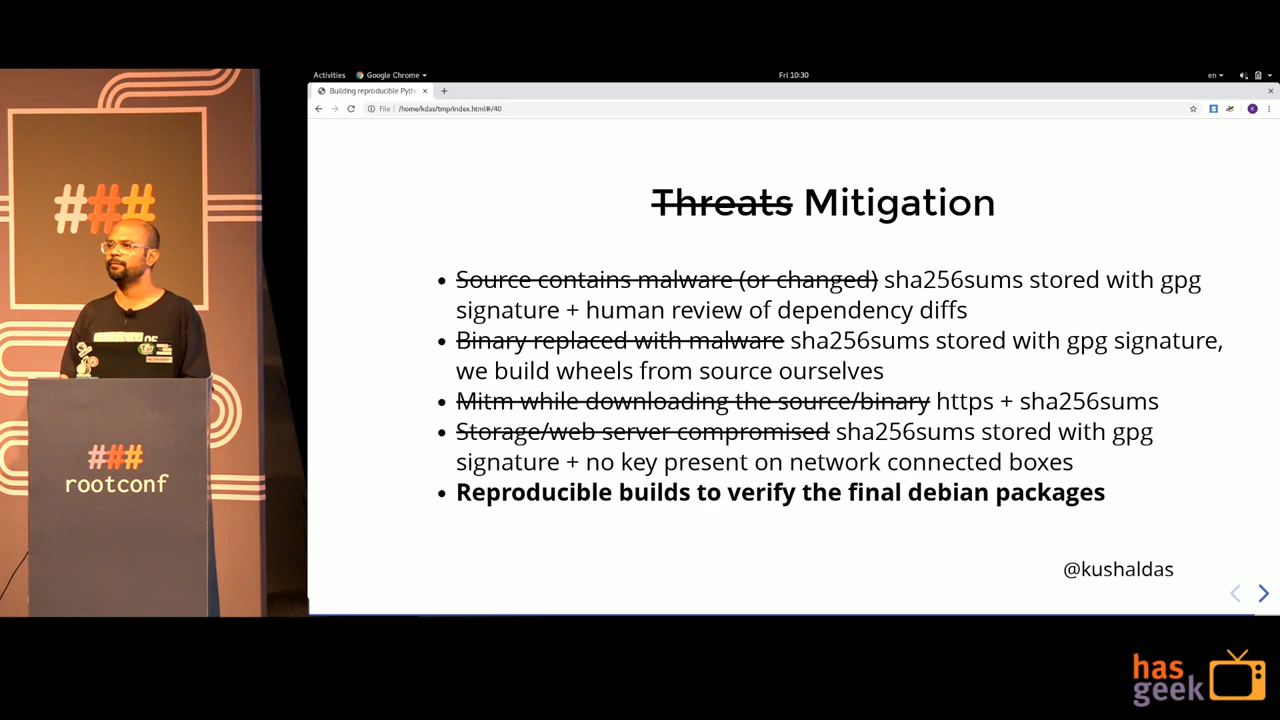 ###
###
rootconf
Activities
Google Chrome
Fri 10:30
en
Building reproducible Pyth
File
/home/kdas/tmp/index.html#/40
Threats Mitigation
• Source contains malware (or changed) sha256sums stored with gpg
signature + human review of dependency diffs
• Binary replaced with malware sha256sums stored with gpg signature,
we build wheels from source ourselves
• Mitm while downloading the source/binary https + sha256sums
• Storage/web server compromised sha256sums stored with gpg
signature + no key present on network connected boxes
• Reproducible builds to verify the final debian packages
@kushaldas
has
geek